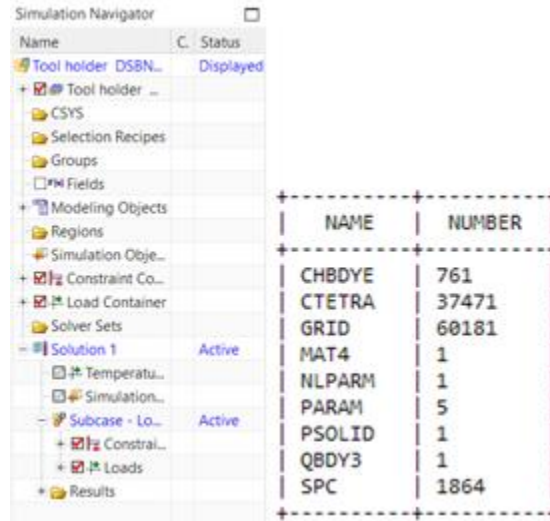 Simulation Navigator
Name C. Status
Tool holder DSBN... Displayed
Tool holder ...
CSYS
Selection Recipes
Groups
Fields
Modeling Objects
Regions
Simulation Obje...
Constraint Co...
Load Container
Solver Sets
Solution 1 Active
Temperatu...
Simulation...
Subcase - Lo... Active
Constrai...
Loads
Results
NAME NUMBER
CHBDYE 761
CTETRA 37471
GRID 60181
MAT4 1
NLPARM 1
PARAM 5
PSOLID 1
QBDY3 1
SPC 1864